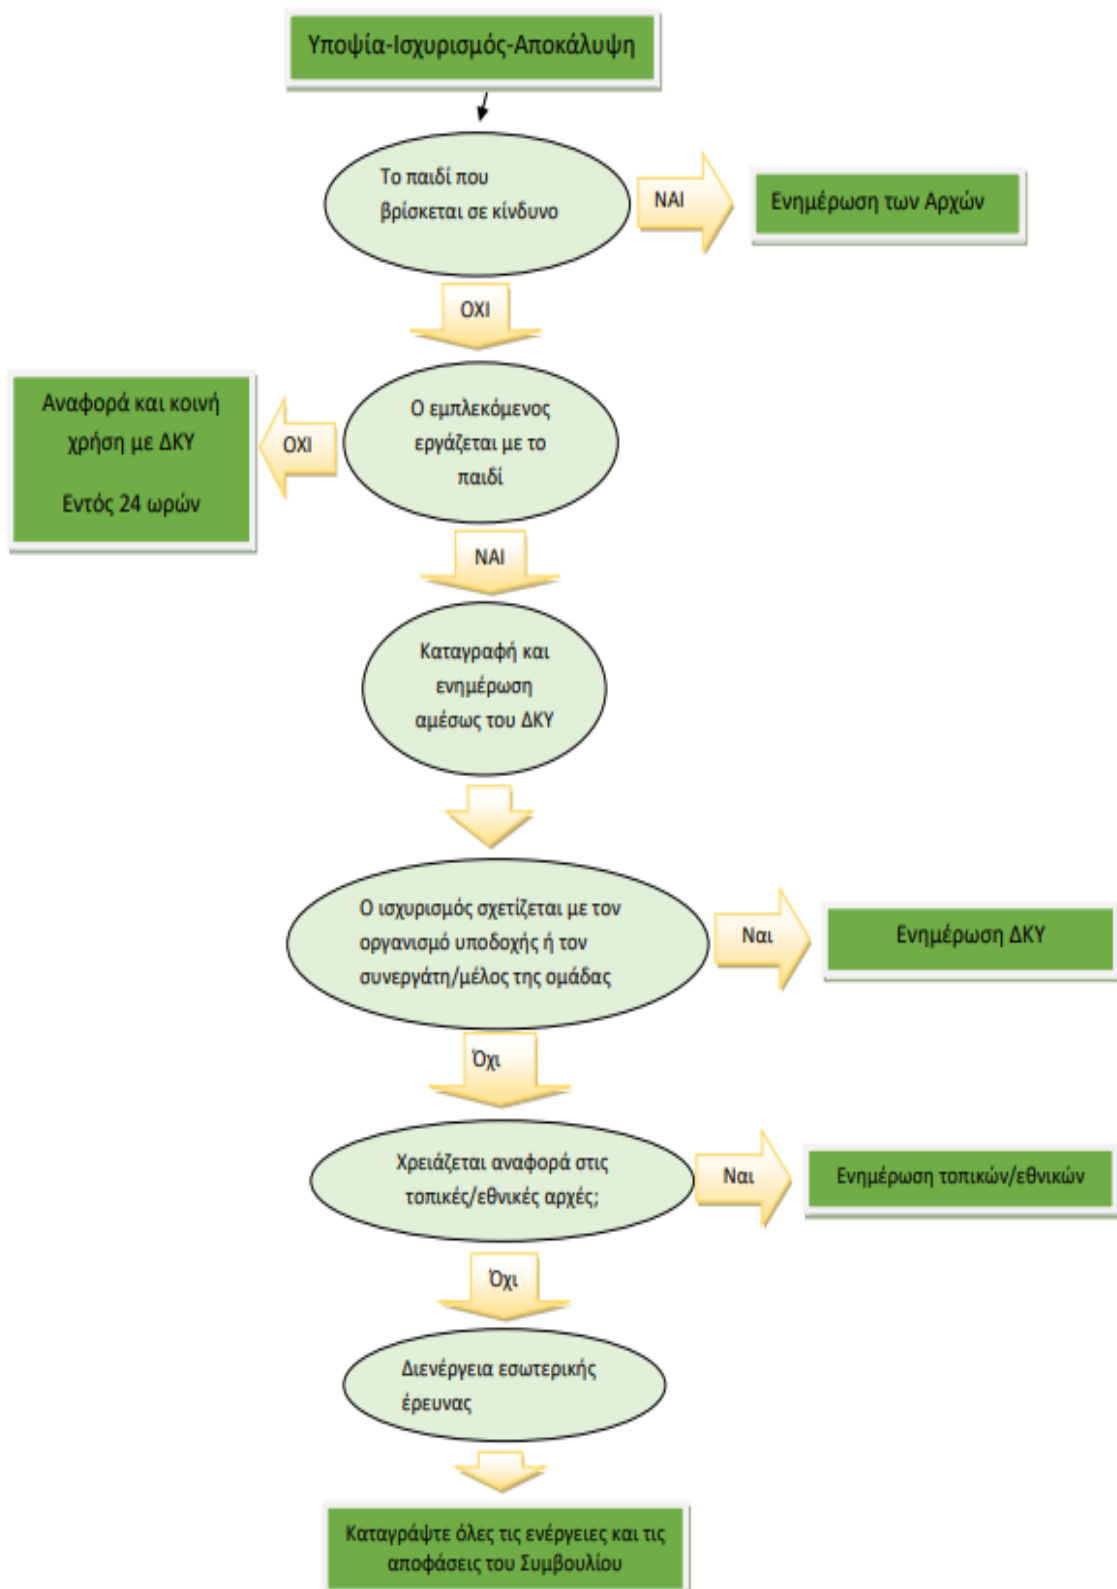 Υποψία-Ισχυρισμός-Αποκάλυψη
Το παιδί που
βρίσκεται σε κίνδυνο
ΝΑΙ
Ενημέρωση των Αρχών
ΟΧΙ
Αναφορά και κοινή
χρήση με ΔΚΥ
Εντός 24 ωρών
ΟΧΙ
Ο εμπλεκόμενος
εργάζεται με το
παιδί
ΝΑΙ
Καταγραφή και
ενημέρωση
αμέσως του ΔΚΥ
Ο ισχυρισμός σχετίζεται με τον
οργανισμό υποδοχής ή τον
συνεργάτη/μέλος της ομάδας
Ναι
Ενημέρωση ΔΚΥ
Όχι
Χρειάζεται αναφορά στις
τοπικές/εθνικές αρχές;
Ναι
Ενημέρωση τοπικών/εθνικών
Όχι
Διενέργεια εσωτερικής
έρευνας
Καταγράψτε όλες τις ενέργειες και τις
αποφάσεις του Συμβουλίου